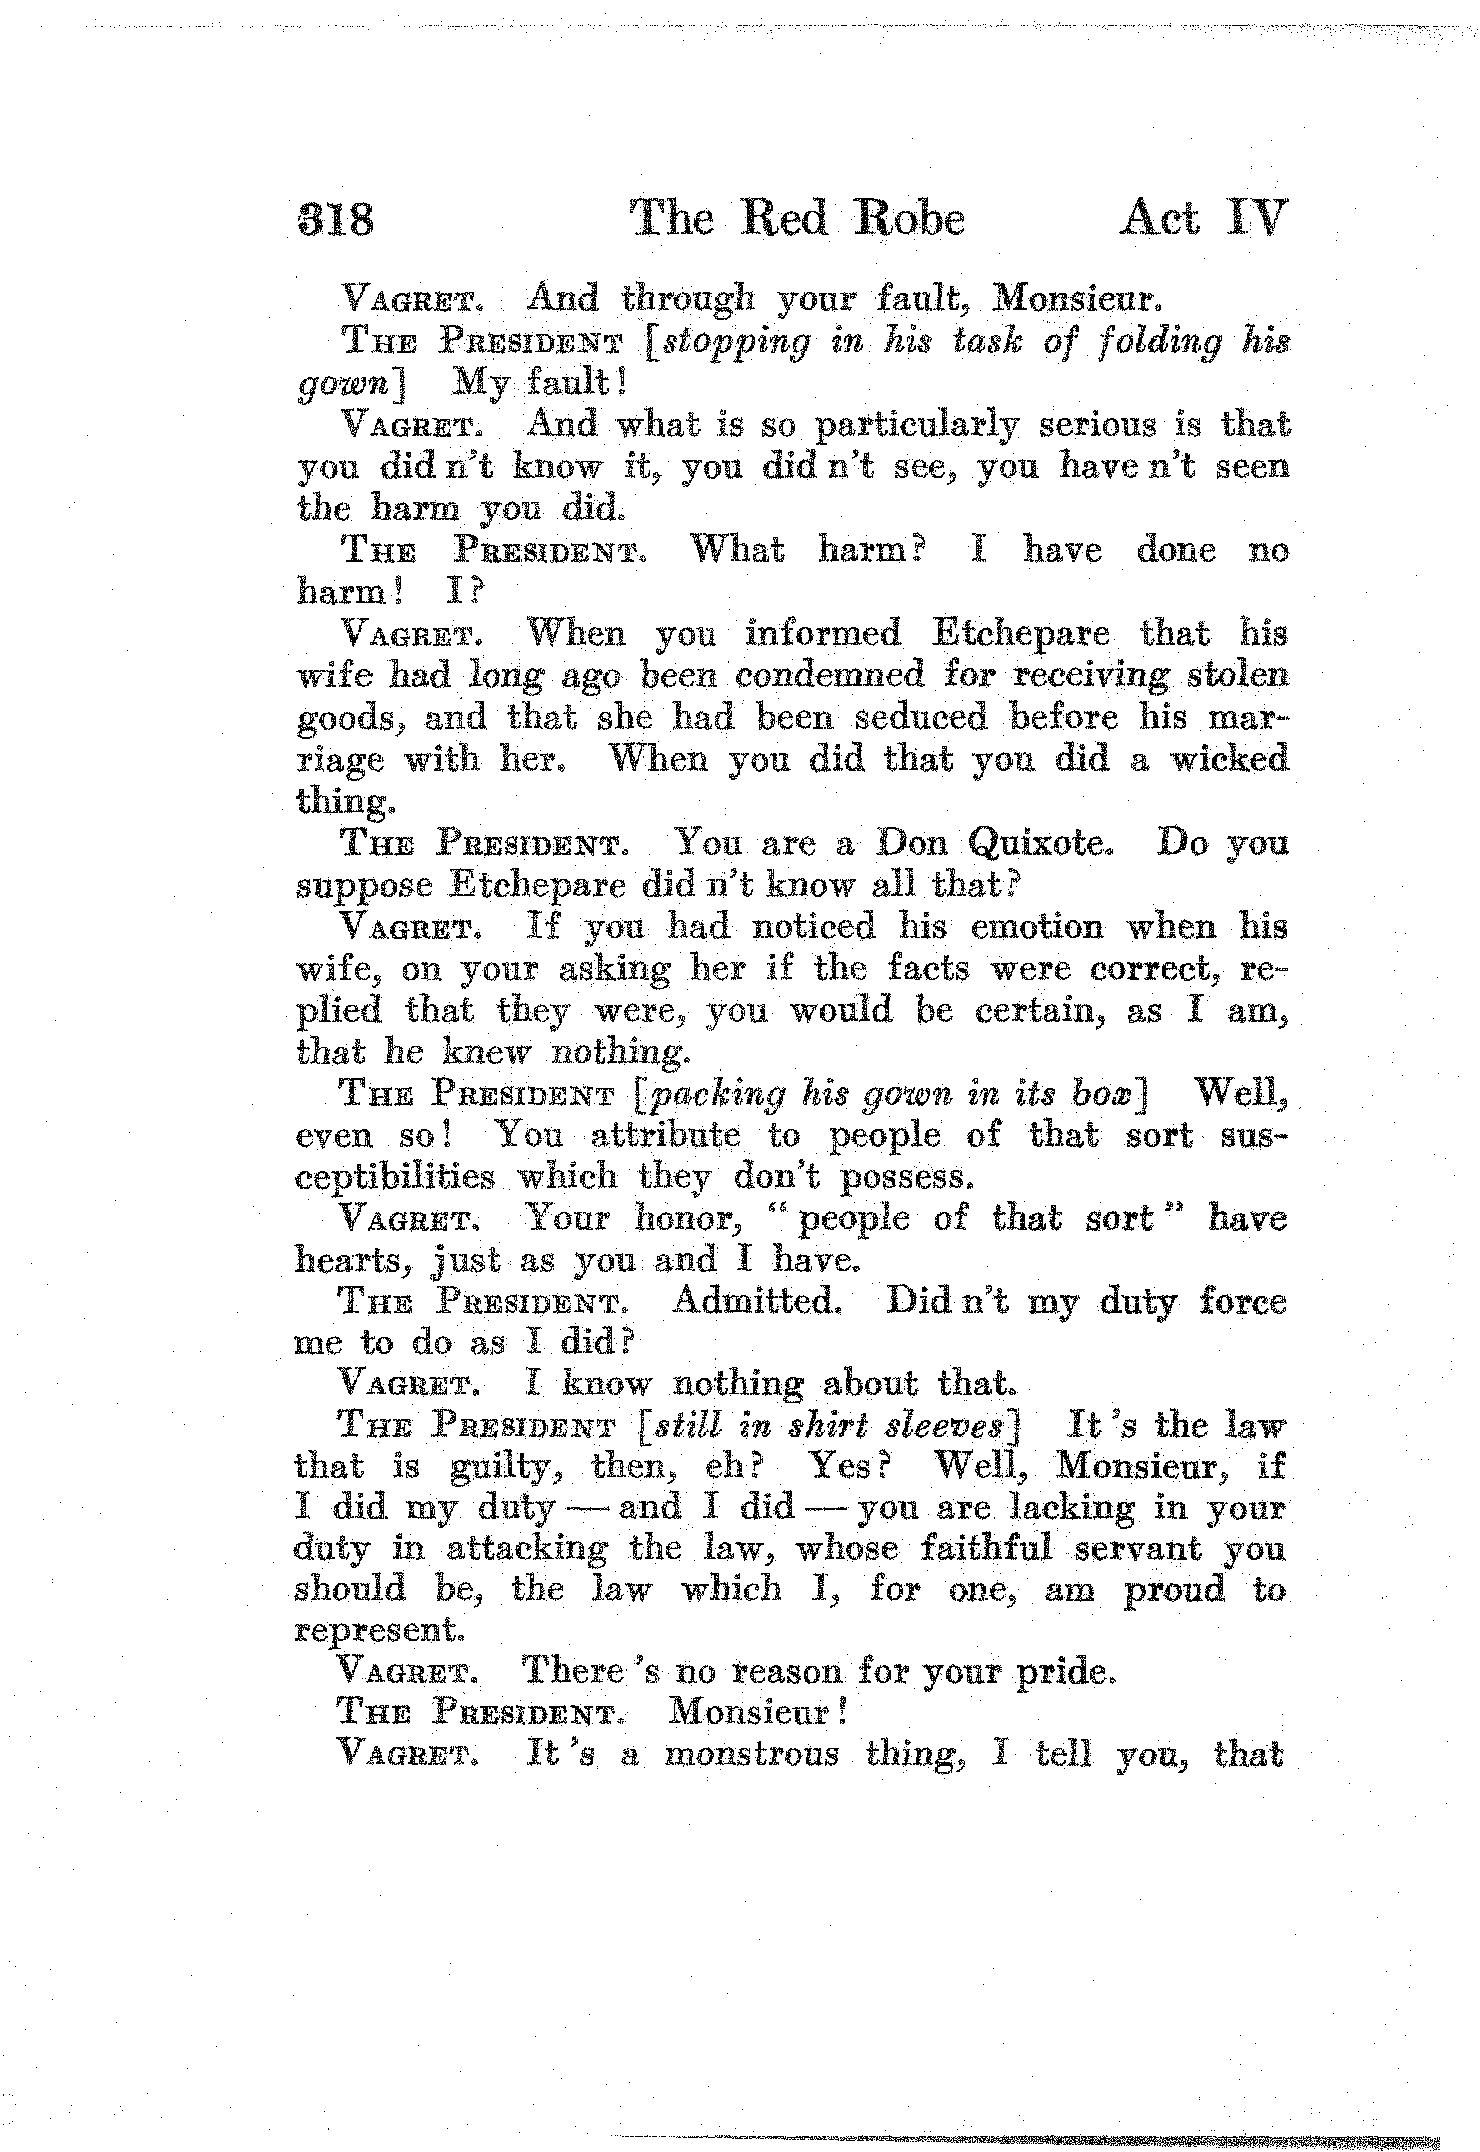 318 The Red Robe Act IV
VAGRET. And through your fault, Monsieur.
THE PRESIDENT [stopping in his task of folding his
gown] My fault!
VAGRET. And what is so particularly serious is that
you did n't know it, you did n't see, you have n't seen
the harm you did.
THE PRESIDENT. What harm? I have done no
harm! I?
VAGRET. When you informed Etchepare that his
wife had long ago been condemned for receiving stolen
goods, and that she had been seduced before his mar-
riage with her. When you did that you did a wicked
thing.
THE PRESIDENT. You are a Don Quixote. Do you
suppose Etchepare did n't know all that?
VAGRET. If you had noticed his emotion when his
wife, on your asking her if the facts were correct, re-
plied that they were, you would be certain, as I am,
that he knew nothing.
THE PRESIDENT [packing his gown in its box] Well,
even so! You attribute to people of that sort sus-
ceptibilities which they don't possess.
VAGRET. Your honor, "people of that sort" have
hearts, just as you and I have.
THE PRESIDENT. Admitted. Did n't my duty force
me to do as I did?
VAGRET. I know nothing about that.
THE PRESIDENT [still in shirt sleeves] It 's the law
that is guilty, then, eh? Yes? Well, Monsieur, if
I did my duty — and I did — you are lacking in your
duty in attacking the law, whose faithful servant you
should be, the law which I, for one, am proud to
represent.
VAGRET. There 's no reason for your pride.
THE PRESIDENT. Monsieur!
VAGRET. It 's a monstrous thing, I tell you, that